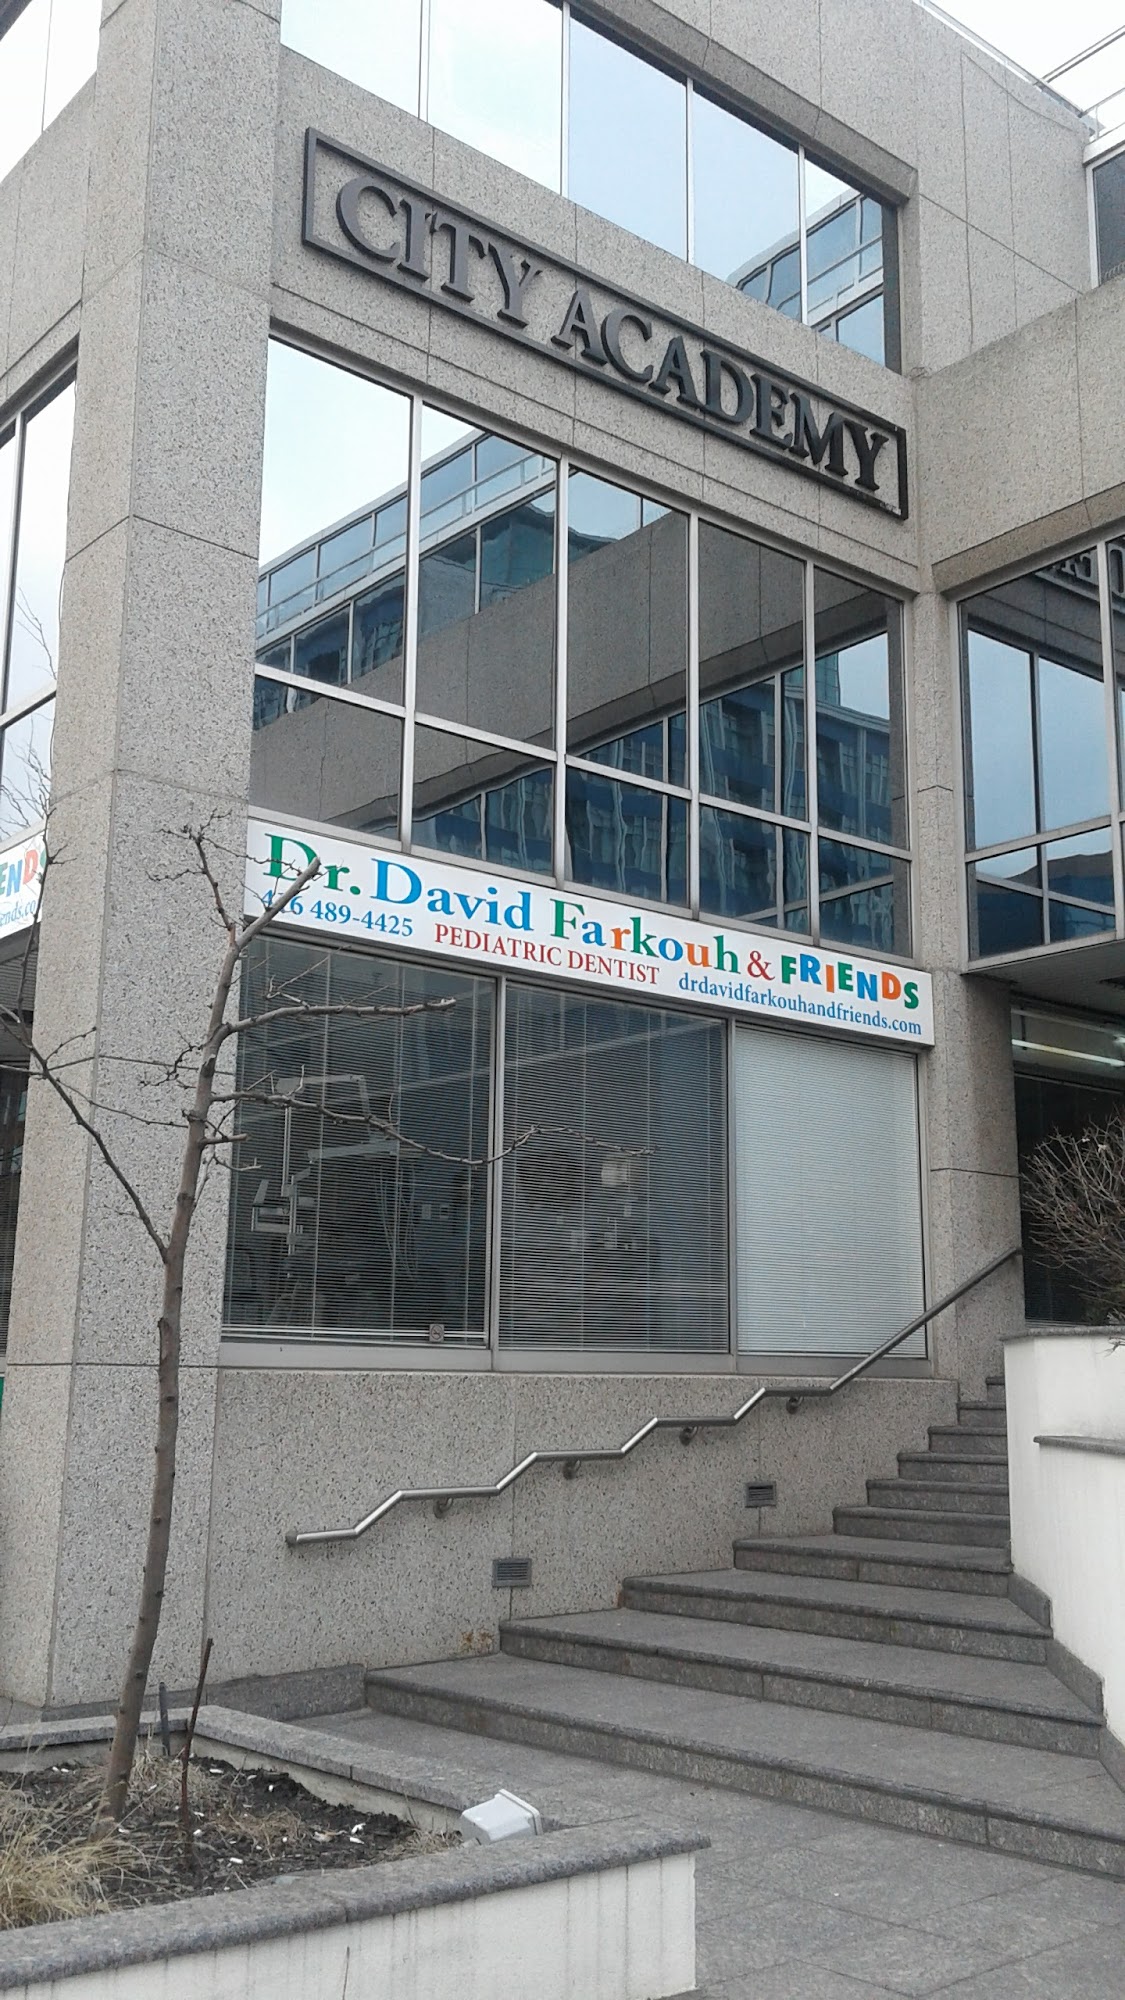 CITY ACADEMY
Dr. David Farkouh & FRIENDS
416 489-4425 PEDIATRIC DENTIST drdavidfarkouhandfriends.com